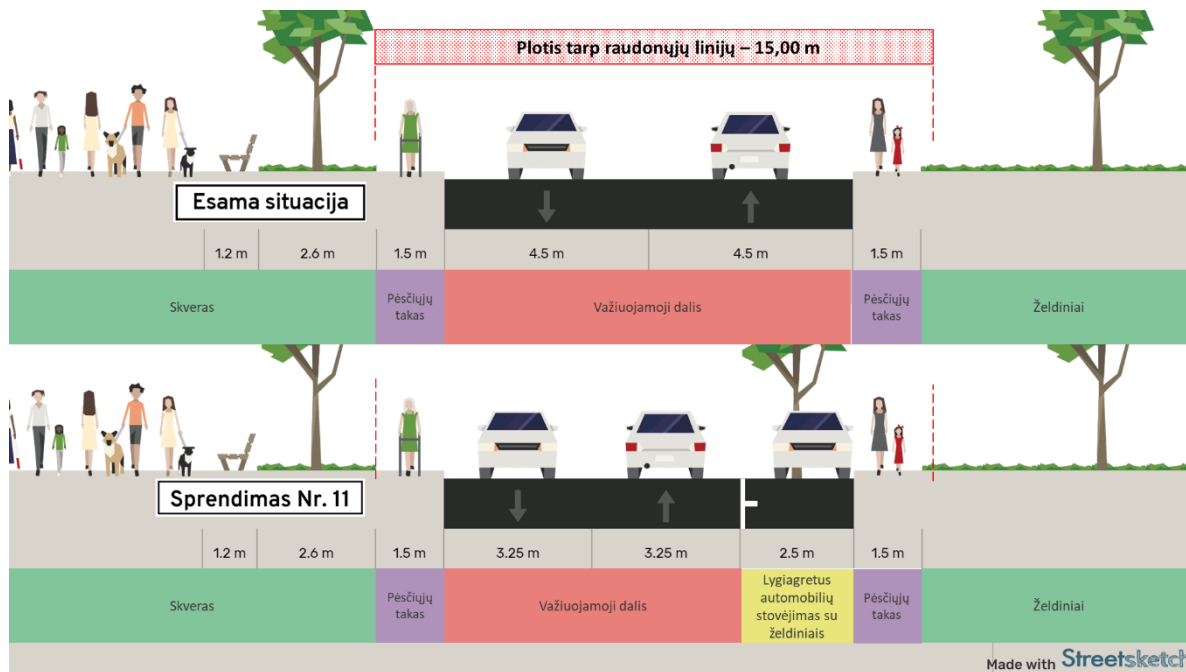 Plotis tarp raudonųjų linijų – 15,00 m
Esama situacija
1.2 m 2.6 m 1.5 m 4.5 m 4.5 m 1.5 m
Skveras
Pėsčiųjų
takas
Važiuojamoji dalis
Pėsčiųjų
takas
Želdiniai
Sprendimas Nr. 11
1.2 m 2.6 m 1.5 m 3.25 m 3.25 m 2.5 m 1.5 m
Skveras
Pėsčiųjų
takas
Važiuojamoji dalis
Lygiagretus
automobilių
stovėjimas su
želdiniais
Pėsčiųjų
takas
Želdiniai
Made with Streetsketch